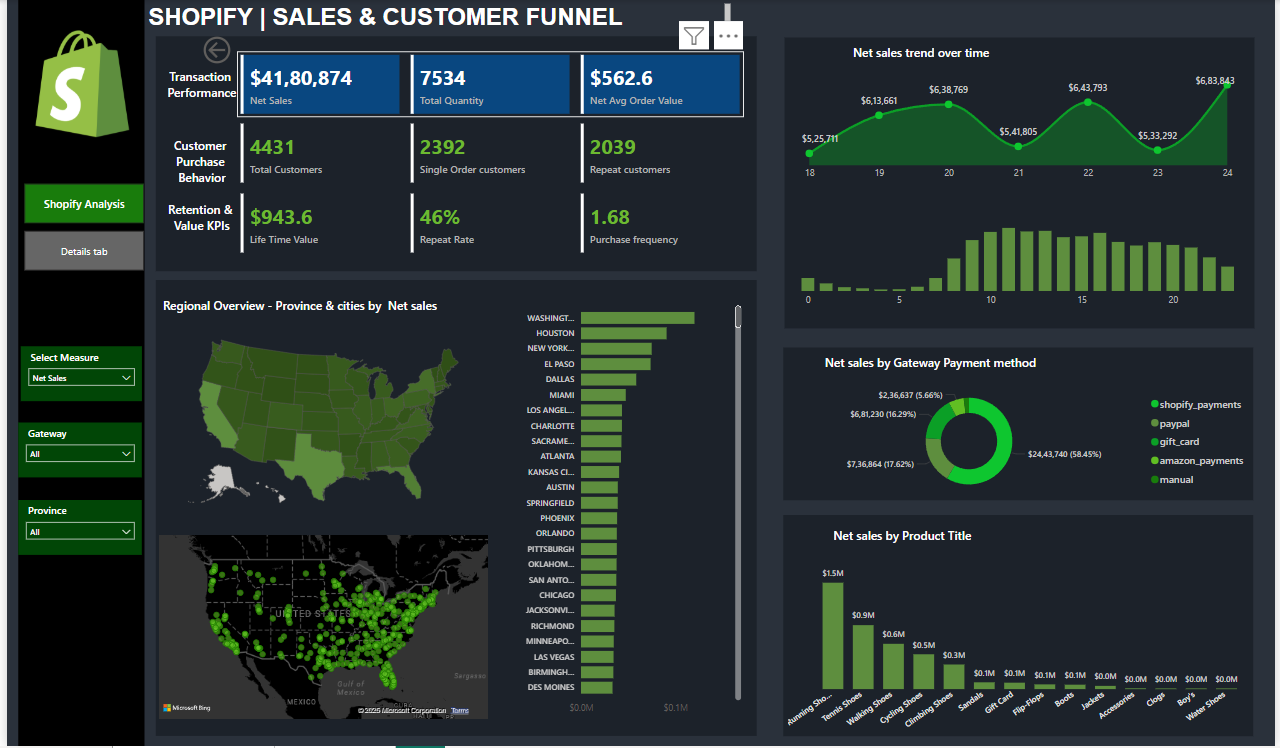 SHOPIFY | SALES & CUSTOMER FUNNEL
S
Shopify Analysis
Details tab
Select Measure
Net Sales
Gateway
All
Province
All
Transaction
Performance
$41,80,874
Net Sales
7534
Total Quantity
$562.6
Net Avg Order Value
Customer
Purchase
Behavior
4431
Total Customers
2392
Single Order customers
2039
Repeat customers
Retention &
Value KPIs
$943.6
Life Time Value
46%
Repeat Rate
1.68
Purchase frequency
Regional Overview - Province & cities by Net sales
UNITED STATES
MEXICO
Gulf of
Mexico
Sargasso
Microsoft Bing
© 2025 Microsoft Corporation Terms
WASHINGT...
HOUSTON
NEW YORK...
EL PASO
DALLAS
MIAMI
LOS ANGEL...
CHARLOTTE
SACRAME...
ATLANTA
KANSAS CI...
AUSTIN
SPRINGFIELD
PHOENIX
ORLANDO
PITTSBURGH
OKLAHOM...
SAN ANTO...
CHICAGO
JACKSONVI...
RICHMOND
MINNEAPO...
LAS VEGAS
BIRMINGH...
DES MOINES
$0.0M $0.1M
Net sales trend over time
$5,25,711
$6,13,661
$6,38,769
$5,41,805
$6,43,793
$5,33,292
$6,83,843
18 19 20 21 22 23 24
0 5 10 15 20
Net sales by Gateway Payment method
$2,36,637 (5.66%)
$6,81,230 (16.29%)
$7,36,864 (17.62%)
$24,43,740 (58.45%)
shopify_payments
paypal
gift_card
amazon_payments
manual
Net sales by Product Title
$1.5M
$0.9M
$0.6M
$0.5M
$0.3M
$0.1M
$0.1M
$0.1M
$0.1M
$0.0M
$0.0M
$0.0M
$0.0M
$0.0M
Running Sho...
Tennis Shoes
Walking Shoes
Cycling Shoes
Climbing Shoes
Sandals
Gift Card
Flip-Flops
Boots
Jackets
Accessories
Clogs
Boy's
Water Shoes